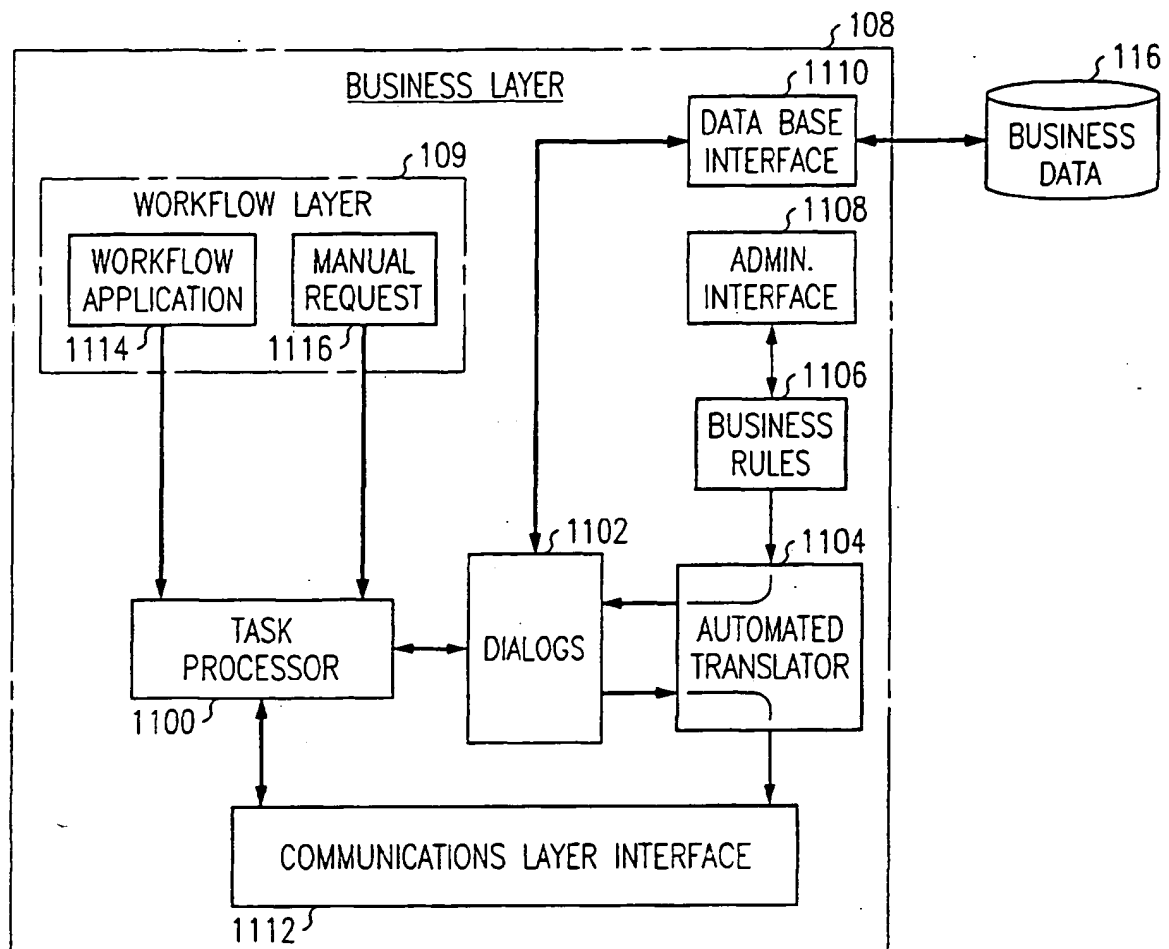 108
BUSINESS LAYER
116
BUSINESS
DATA
1110
DATA BASE
INTERFACE
109
WORKFLOW LAYER
WORKFLOW
APPLICATION
1114
MANUAL
REQUEST
1116
1108
ADMIN.
INTERFACE
1106
BUSINESS
RULES
1102
DIALOGS
1104
AUTOMATED
TRANSLATOR
TASK
PROCESSOR
1100
COMMUNICATIONS LAYER INTERFACE
1112